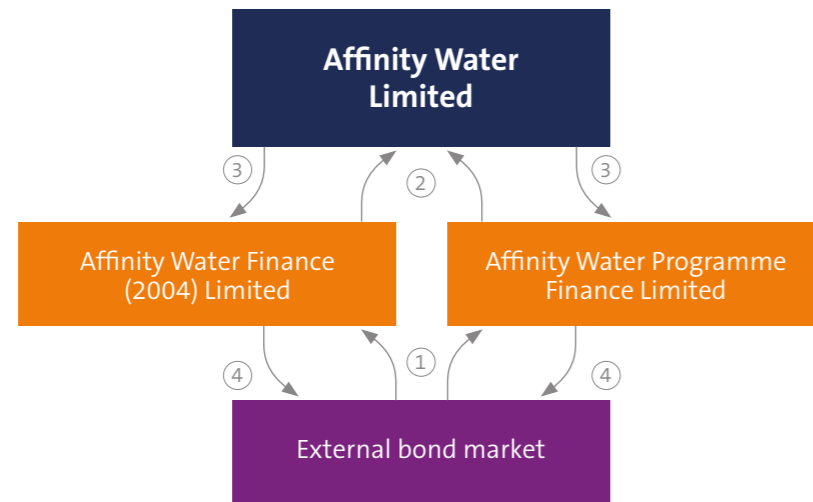 Affinity Water
Limited
3
2
3
Affinity Water Finance
(2004) Limited
Affinity Water Programme
Finance Limited
4
1
4
External bond market